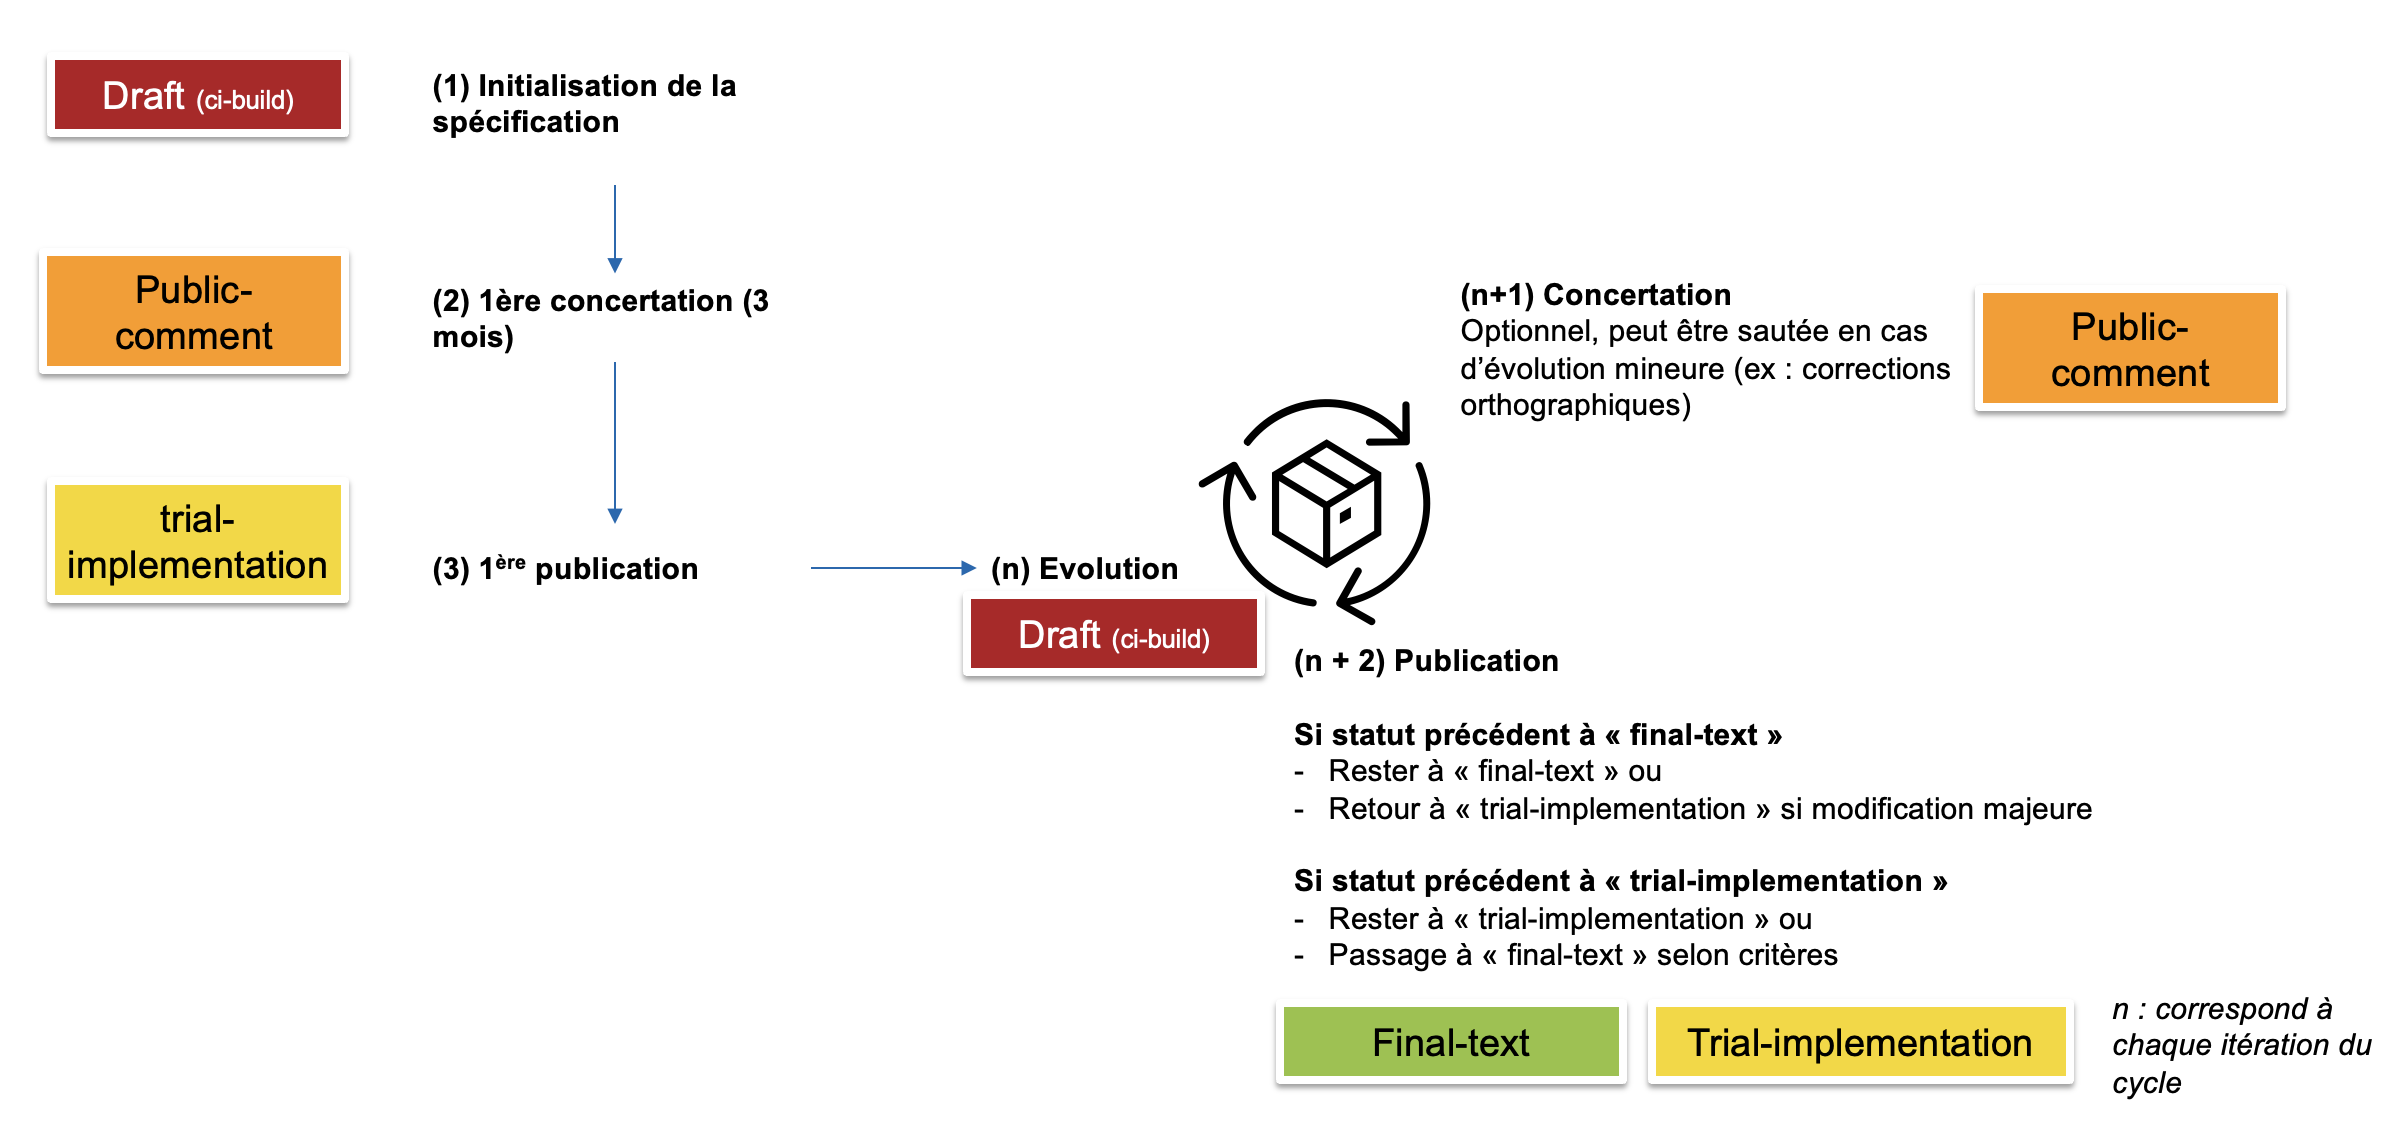 Draft (ci-build)
(1) Initialisation de la
spécification
Public-
comment
(2) 1ère concertation (3
mois)
trial-
implementation
(3) 1ère publication
(n) Evolution
Draft (ci-build)
(n+1) Concertation
Optionnel, peut être sautée en cas
d’évolution mineure (ex : corrections
orthographiques)
Public-
comment
(n + 2) Publication
Si statut précédent à « final-text »
- Rester à « final-text » ou
- Retour à « trial-implementation » si modification majeure
Si statut précédent à « trial-implementation »
- Rester à « trial-implementation » ou
- Passage à « final-text » selon critères
Final-text
Trial-implementation
n : correspond à
chaque itération du
cycle